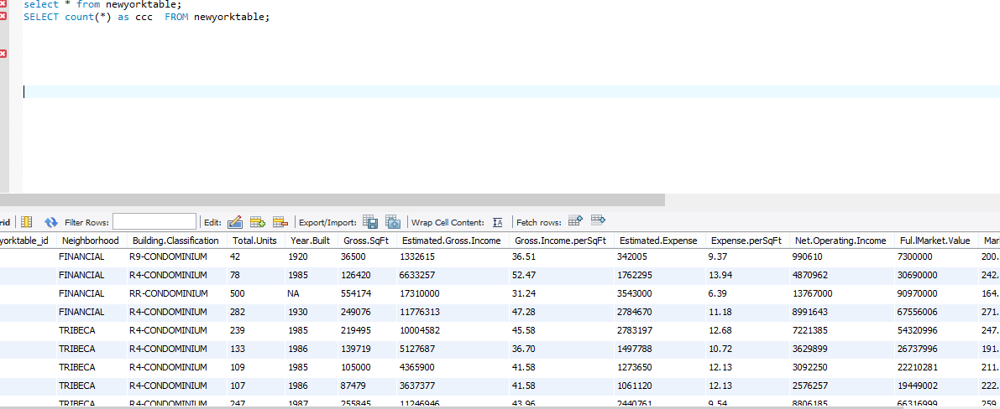 select * from newyorktable;
SELECT count(*) as ccc  FROM newyorktable;
rid Filter Rows: Edit: Export/Import: Wrap Cell Content: Fetch rows:
yorktable_id Neighborhood Building.Classification Total.Units Year.Built Gross.SqFt Estimated.Gross.Income Gross.Income.perSqFt Estimated.Expense Expense.perSqFt Net.Operating.Income Ful.lMarket.Value Mar
FINANCIAL R9-CONDOMINIUM 42 1920 36500 1332615 36.51 342005 9.37 990610 7300000 200.
FINANCIAL R4-CONDOMINIUM 78 1985 126420 6633257 52.47 1762295 13.94 4870962 30690000 242.
FINANCIAL RR-CONDOMINIUM 500 NA 554174 17310000 31.24 3543000 6.39 13767000 90970000 164.
FINANCIAL R4-CONDOMINIUM 282 1930 249076 11776313 47.28 2784670 11.18 8991643 67556006 271.
TRIBECA R4-CONDOMINIUM 239 1985 219495 10004582 45.58 2783197 12.68 7221385 54320996 247.
TRIBECA R4-CONDOMINIUM 133 1986 139719 5127687 36.70 1497788 10.72 3629899 26737996 191.
TRIBECA R4-CONDOMINIUM 109 1985 105000 4365900 41.58 1273650 12.13 3092250 22210281 211.
TRIBECA R4-CONDOMINIUM 107 1986 87479 3637377 41.58 1061120 12.13 2576257 19449002 222.
TRIBECA R4-CONDOMINIUM 247 1987 255845 11246946 43.96 2440761 9.54 8806185 66316999 259.